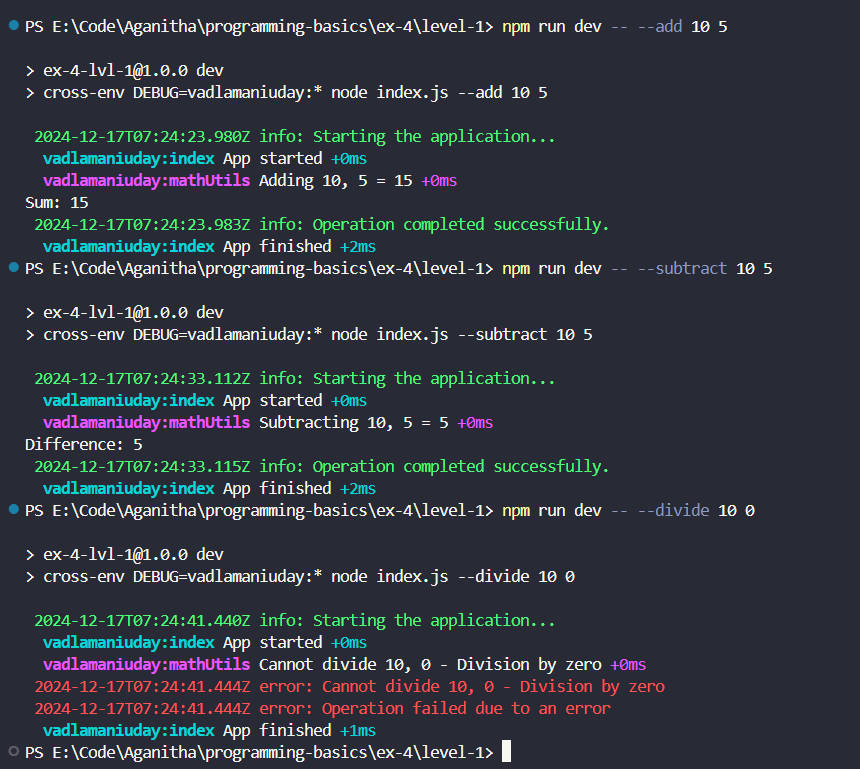 PS E:\Code\Aganitha\programming-basics\ex-4\level-1> npm run dev -- --add 10 5
> ex-4-lvl-1@1.0.0 dev
> cross-env DEBUG=vadlamaniuday:* node index.js --add 10 5
2024-12-17T07:24:23.980Z info: Starting the application...
vadlamaniuday:index App started +0ms
vadlamaniuday:mathUtils Adding 10, 5 = 15 +0ms
Sum: 15
2024-12-17T07:24:23.983Z info: Operation completed successfully.
vadlamaniuday:index App finished +2ms
PS E:\Code\Aganitha\programming-basics\ex-4\level-1> npm run dev -- --subtract 10 5
> ex-4-lvl-1@1.0.0 dev
> cross-env DEBUG=vadlamaniuday:* node index.js --subtract 10 5
2024-12-17T07:24:33.112Z info: Starting the application...
vadlamaniuday:index App started +0ms
vadlamaniuday:mathUtils Subtracting 10, 5 = 5 +0ms
Difference: 5
2024-12-17T07:24:33.115Z info: Operation completed successfully.
vadlamaniuday:index App finished +2ms
PS E:\Code\Aganitha\programming-basics\ex-4\level-1> npm run dev -- --divide 10 0
> ex-4-lvl-1@1.0.0 dev
> cross-env DEBUG=vadlamaniuday:* node index.js --divide 10 0
2024-12-17T07:24:41.440Z info: Starting the application...
vadlamaniuday:index App started +0ms
vadlamaniuday:mathUtils Cannot divide 10, 0 - Division by zero +0ms
2024-12-17T07:24:41.444Z error: Cannot divide 10, 0 - Division by zero
2024-12-17T07:24:41.444Z error: Operation failed due to an error
vadlamaniuday:index App finished +1ms
PS E:\Code\Aganitha\programming-basics\ex-4\level-1>